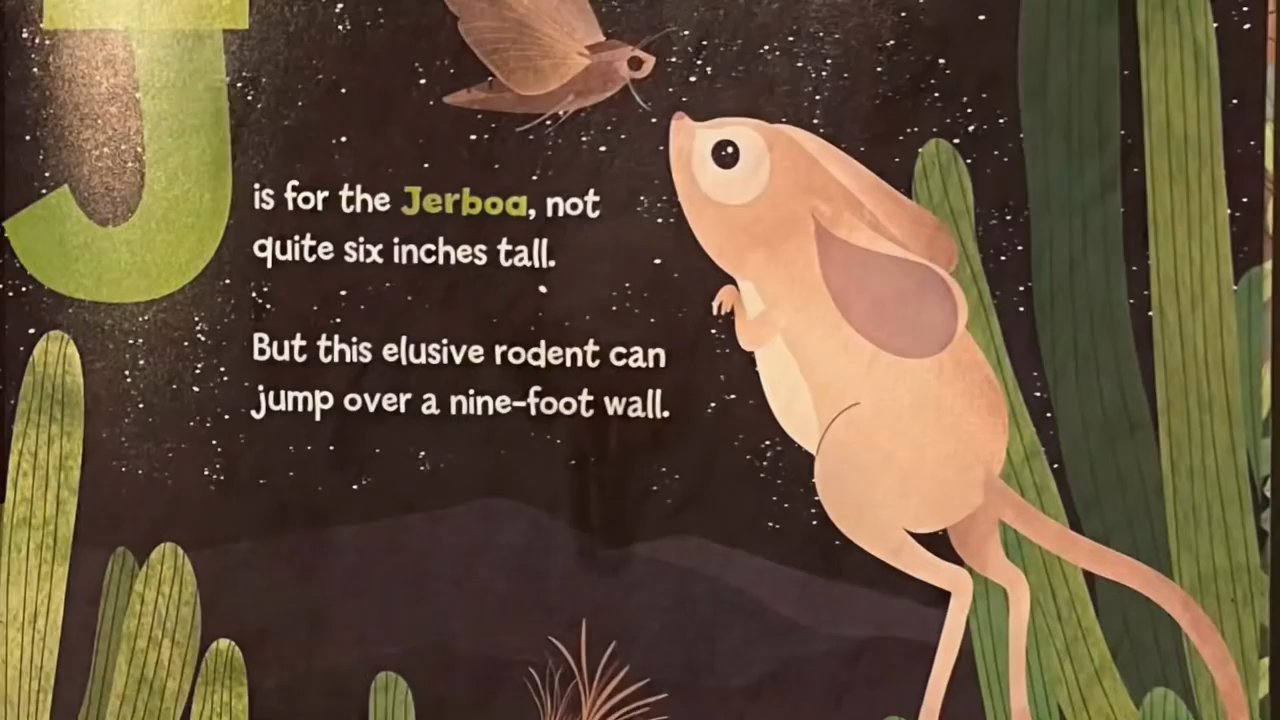 J
is for the Jerboa, not
quite six inches tall.
But this elusive rodent can
jump over a nine-foot wall.